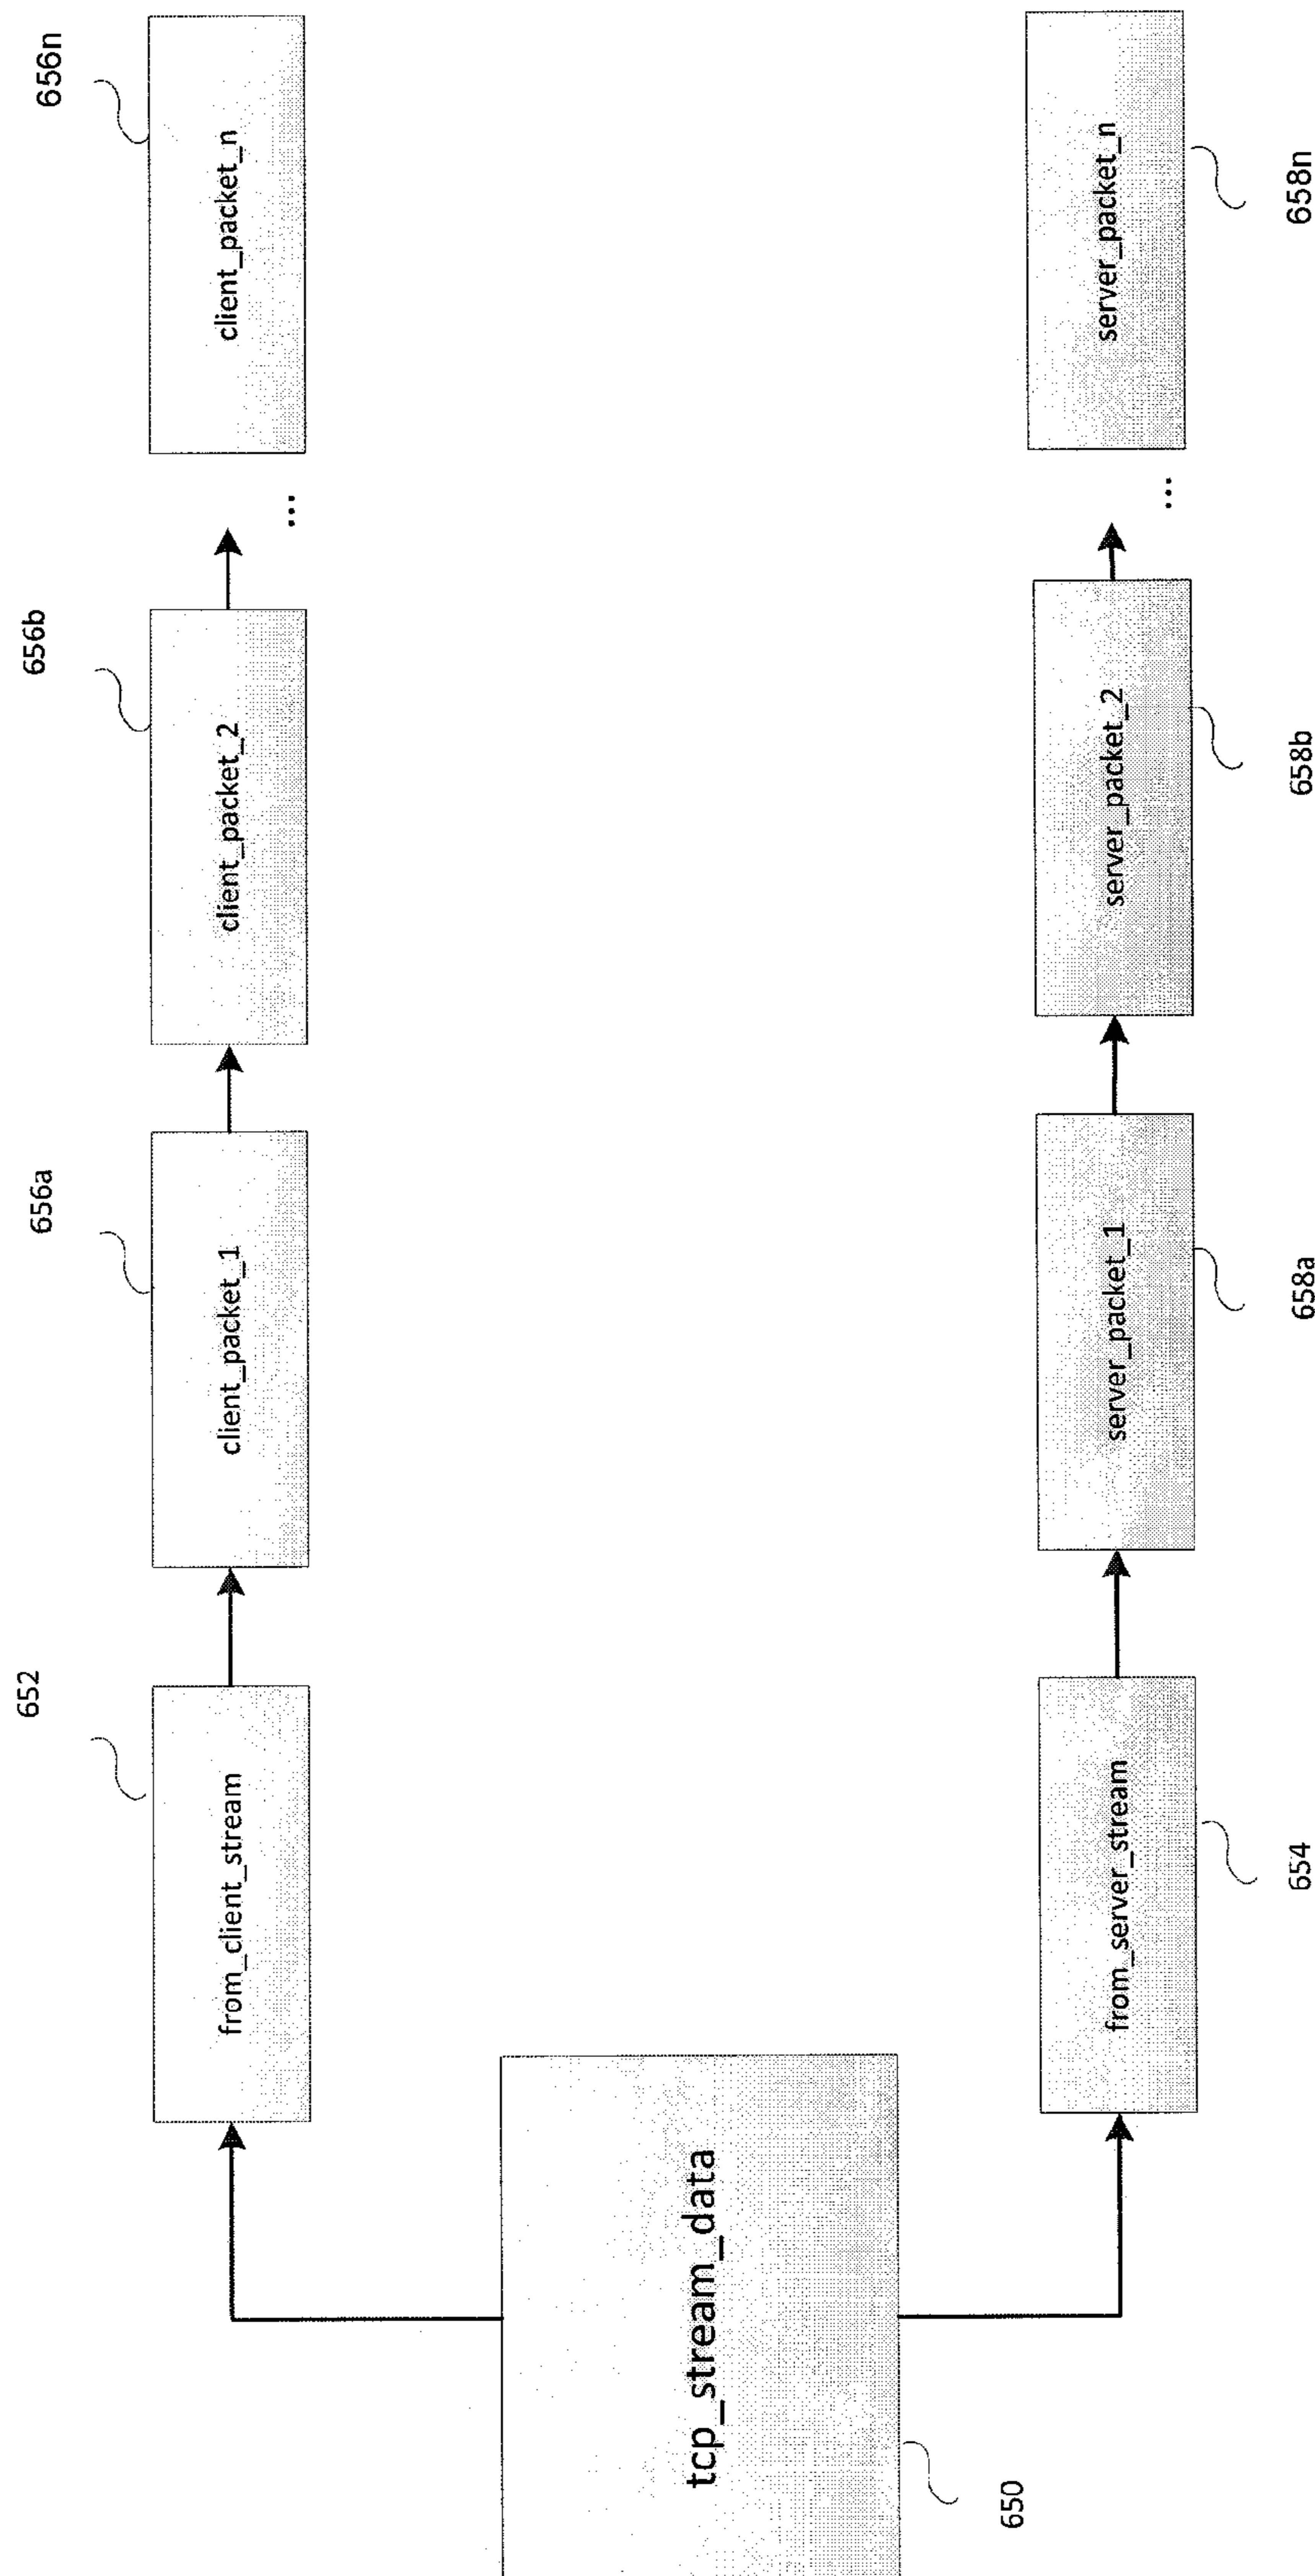 652
656a
656b
656n
from_client_stream
client_packet_1
client_packet_2
...
client_packet_n
tcp_stream_data
650
from_server_stream
server_packet_1
server_packet_2
...
server_packet_n
654
658a
658b
658n